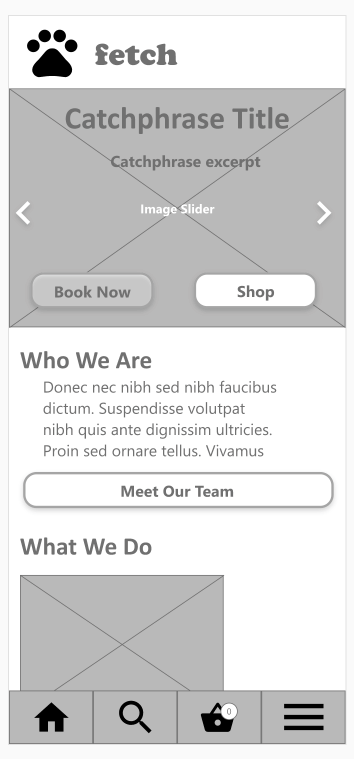 fetch
Catchphrase Title
Catchphrase excerpt
Image Slider
Book Now
Shop
Who We Are
Donec nec nibh sed nibh faucibus
dictum. Suspendisse volutpat
nibh quis ante dignissim ultricies.
Proin sed ornare tellus. Vivamus
Meet Our Team
What We Do
0